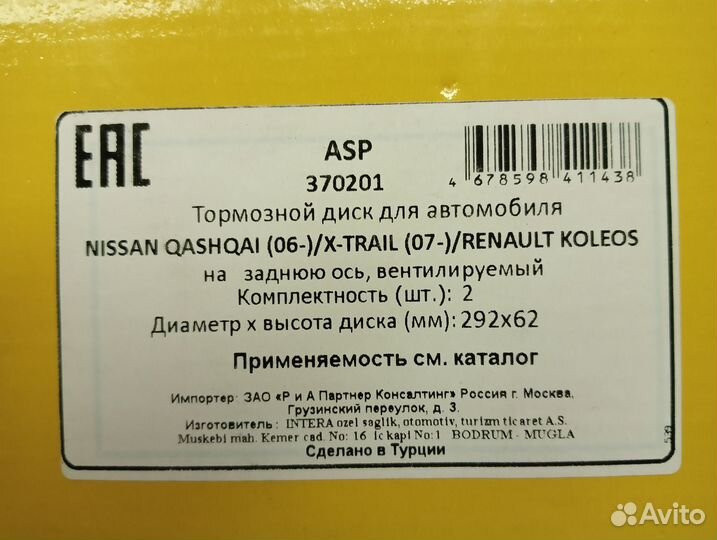 EAC
ASP
370201
4 678598 411438
Тормозной диск для автомобиля
NISSAN QASHQAI (06-)/X-TRAIL (07-)/RENAULT KOLEOS
на заднюю ось, вентилируемый
Комплектность (шт.): 2
Диаметр х высота диска (мм): 292х62
Применяемость см. каталог
Импортер: ЗАО «Р и А Партнер Консалтинг» Россия г. Москва,
Грузинский переулок, д. 3.
Изготовитель: INTERA ozel saglik, otomotiv, turizm ticaret A.S.
Muskebi mah. Kemer cad. No: 16 ic kapi No: 1 BODRUM - MUGLA
539
Сделано в Турции
Avito